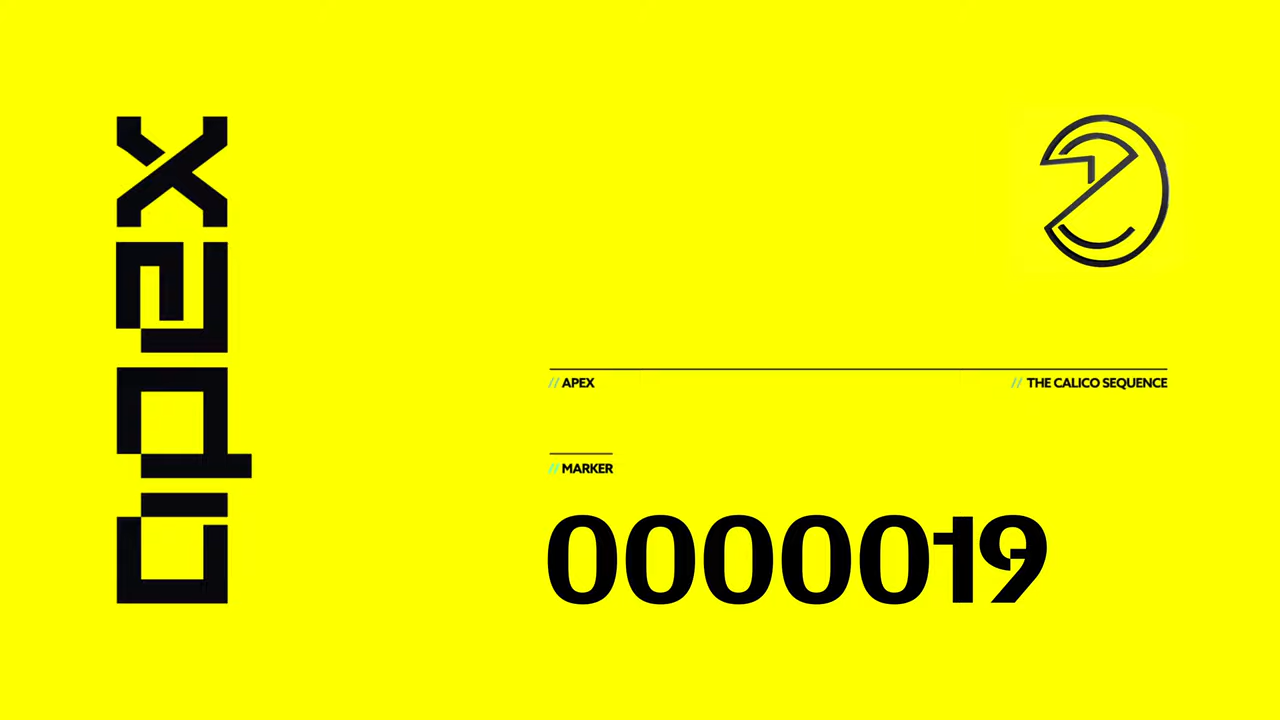 apex
// APEX
// THE CALICO SEQUENCE
// MARKER
0000019